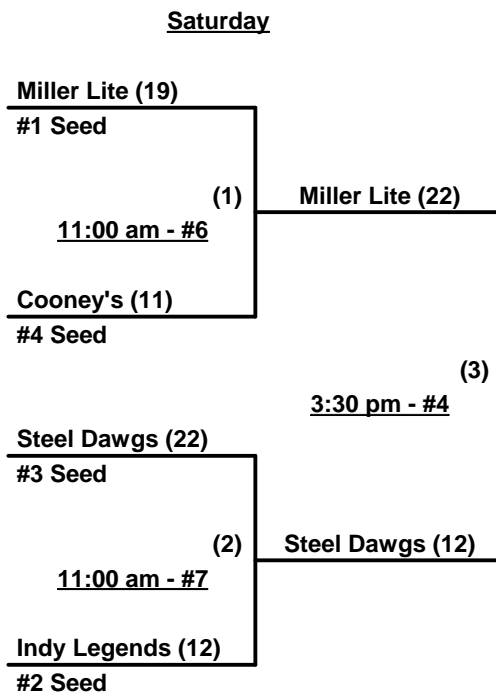 Saturday
Miller Lite (19)
#1 Seed
(1)
Miller Lite (22)
11:00 am - #6
Cooney's (11)
#4 Seed
(3)
3:30 pm - #4
Steel Dawgs (22)
#3 Seed
(2)
Steel Dawgs (12)
11:00 am - #7
Indy Legends (12)
#2 Seed